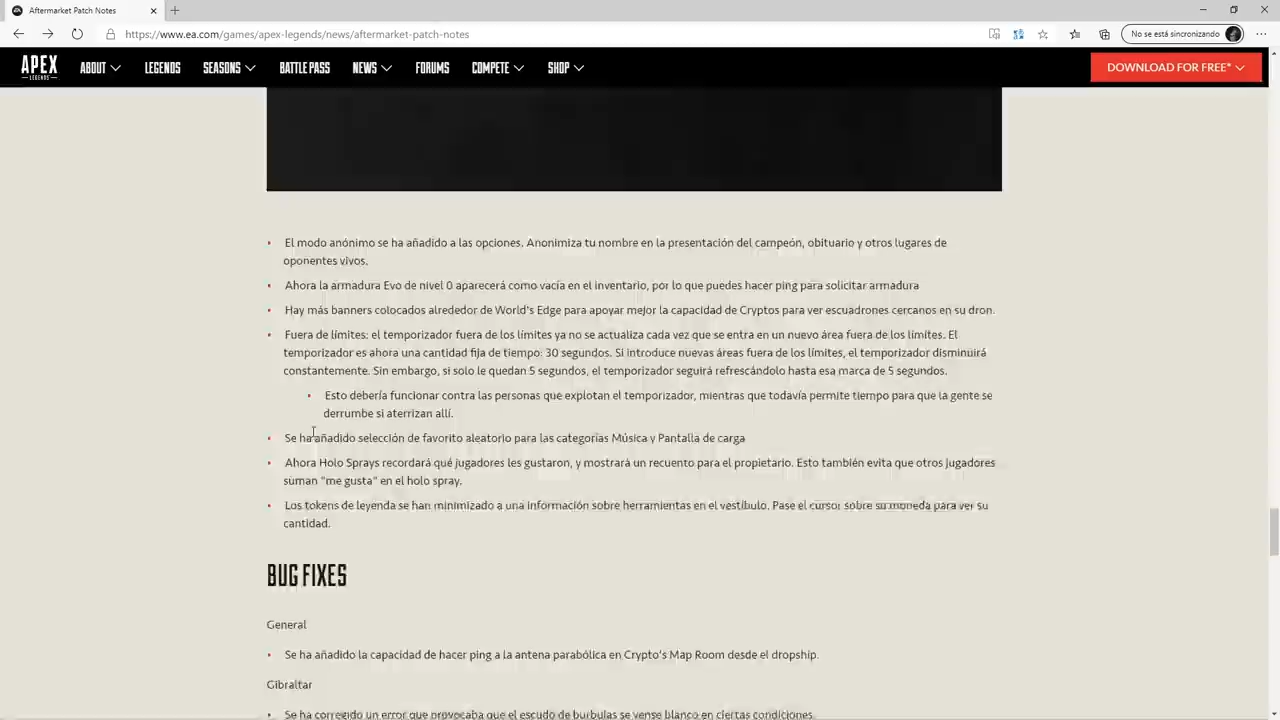 Aftermarket Patch Notes
https://www.ea.com/games/apex-legends/news/aftermarket-patch-notes
No se está sincronizando
APEX
LEGENDS
ABOUT
LEGENDS
SEASONS
BATTLE PASS
NEWS
FORUMS
COMPETE
SHOP
DOWNLOAD FOR FREE*
• El modo anónimo se ha añadido a las opciones. Anonimiza tu nombre en la presentación del campeón, obituario y otros lugares de
oponentes vivos.
• Ahora la armadura Evo de nivel 0 aparecerá como vacía en el inventario, por lo que puedes hacer ping para solicitar armadura
• Hay más banners colocados alrededor de World's Edge para apoyar mejor la capacidad de Cryptos para ver escuadrones cercanos en su dron.
• Fuera de límites: el temporizador fuera de los límites ya no se actualiza cada vez que se entra en un nuevo área fuera de los límites. El
temporizador es ahora una cantidad fija de tiempo: 30 segundos. Si introduce nuevas áreas fuera de los límites, el temporizador disminuirá
constantemente. Sin embargo, si solo le quedan 5 segundos, el temporizador seguirá refrescándolo hasta esa marca de 5 segundos.
• Esto debería funcionar contra las personas que explotan el temporizador, mientras que todavía permite tiempo para que la gente se
derrumbe si aterrizan allí.
• Se ha añadido selección de favorito aleatorio para las categorías Música y Pantalla de carga
• Ahora Holo Sprays recordará qué jugadores les gustaron, y mostrará un recuento para el propietario. Esto también evita que otros jugadores
suman "me gusta" en el holo spray.
• Los tokens de leyenda se han minimizado a una información sobre herramientas en el vestíbulo. Pase el cursor sobre su moneda para ver su
cantidad.
BUG FIXES
General
• Se ha añadido la capacidad de hacer ping a la antena parabólica en Crypto's Map Room desde el dropship.
Gibraltar
• Se ha corregido un error que provocaba que el escudo de burbujas se viese blanco en ciertas condiciones.